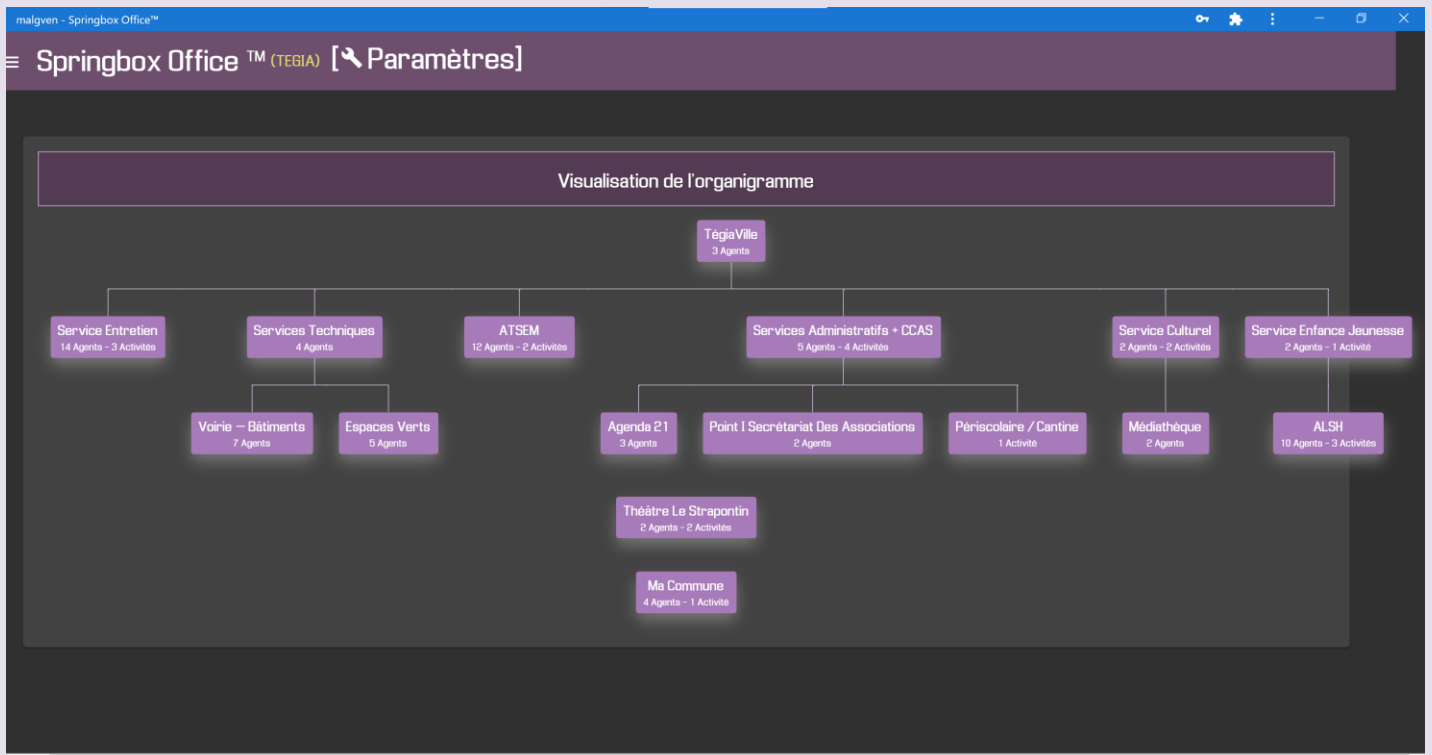 malgven - Springbox Office™
Springbox Office ™ (TEGIA) [Paramètres]
Visualisation de l'organigramme
TégiaVille
3 Agents
Service Entretien
14 Agents - 3 Activités
Services Techniques
4 Agents
ATSEM
12 Agents - 2 Activités
Services Administratifs + CCAS
5 Agents - 4 Activités
Service Culturel
2 Agents - 2 Activités
Service Enfance Jeunesse
2 Agents - 1 Activité
Voirie – Bâtiments
7 Agents
Espaces Verts
5 Agents
Agenda 21
3 Agents
Point I Secrétariat Des Associations
2 Agents
Périscolaire / Cantine
1 Activité
Médiathèque
2 Agents
ALSH
10 Agents - 3 Activités
Théâtre Le Strapontin
2 Agents - 2 Activités
Ma Commune
4 Agents - 1 Activité